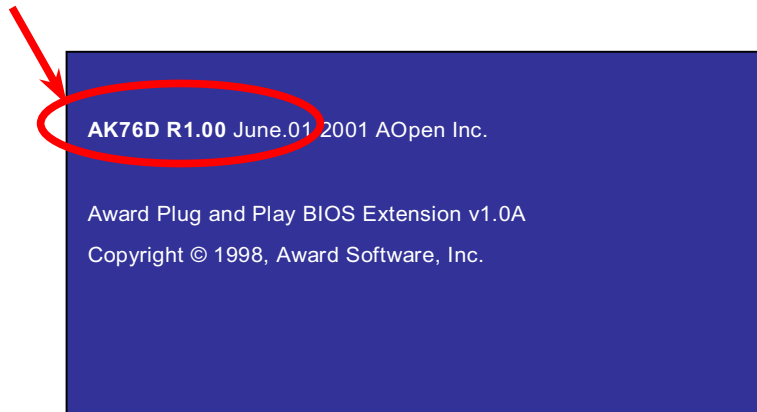 AK76D R1.00 June.01 2001 AOpen Inc.
Award Plug and Play BIOS Extension v1.0A
Copyright © 1998, Award Software, Inc.